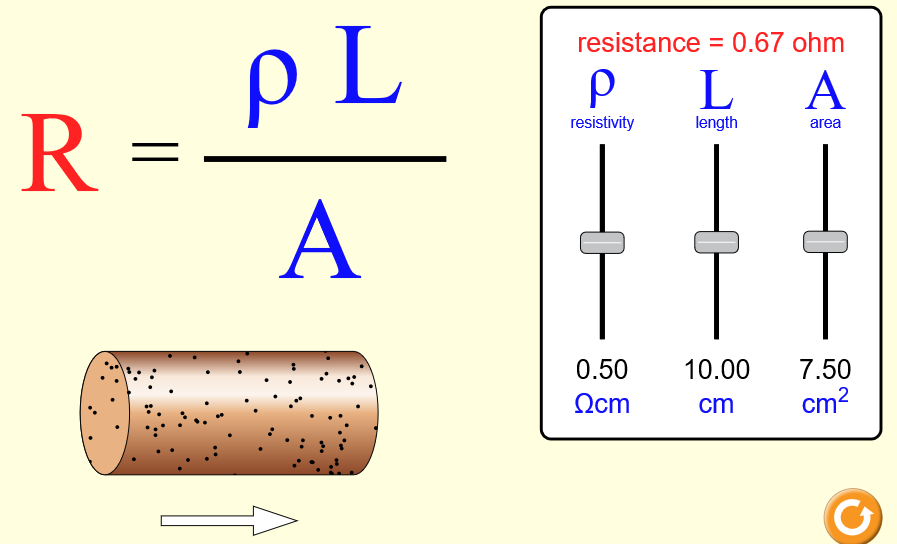 R = ρ L
A
resistance = 0.67 ohm
ρ L A
resistivity length area
0.50 10.00 7.50
Ωcm cm cm²